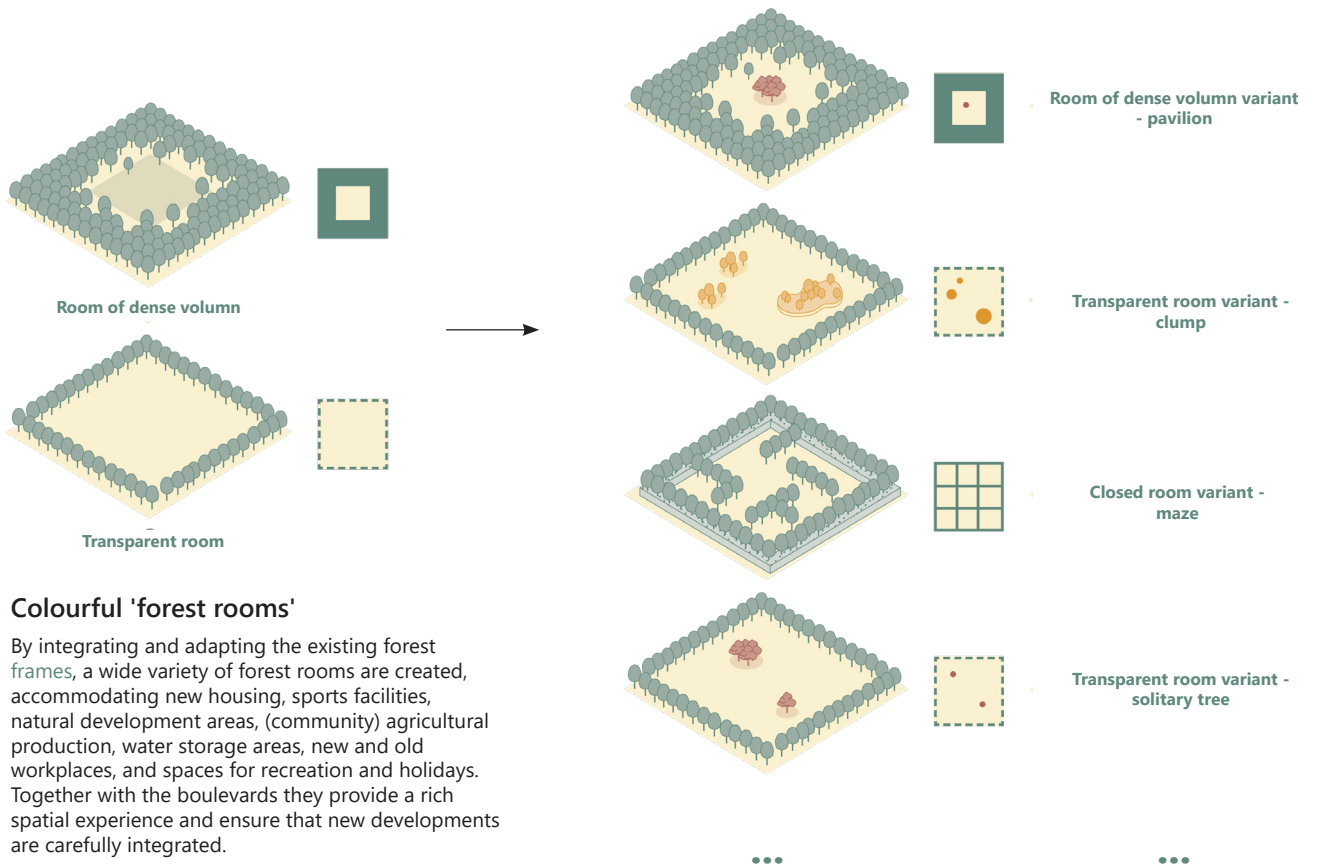 Room of dense volumn
Transparent room
Colourful 'forest rooms'
By integrating and adapting the existing forest
frames, a wide variety of forest rooms are created,
accommodating new housing, sports facilities,
natural development areas, (community) agricultural
production, water storage areas, new and old
workplaces, and spaces for recreation and holidays.
Together with the boulevards they provide a rich
spatial experience and ensure that new developments
are carefully integrated.
Room of dense volumn variant
- pavilion
Transparent room variant -
clump
Closed room variant -
maze
Transparent room variant -
solitary tree
...
...